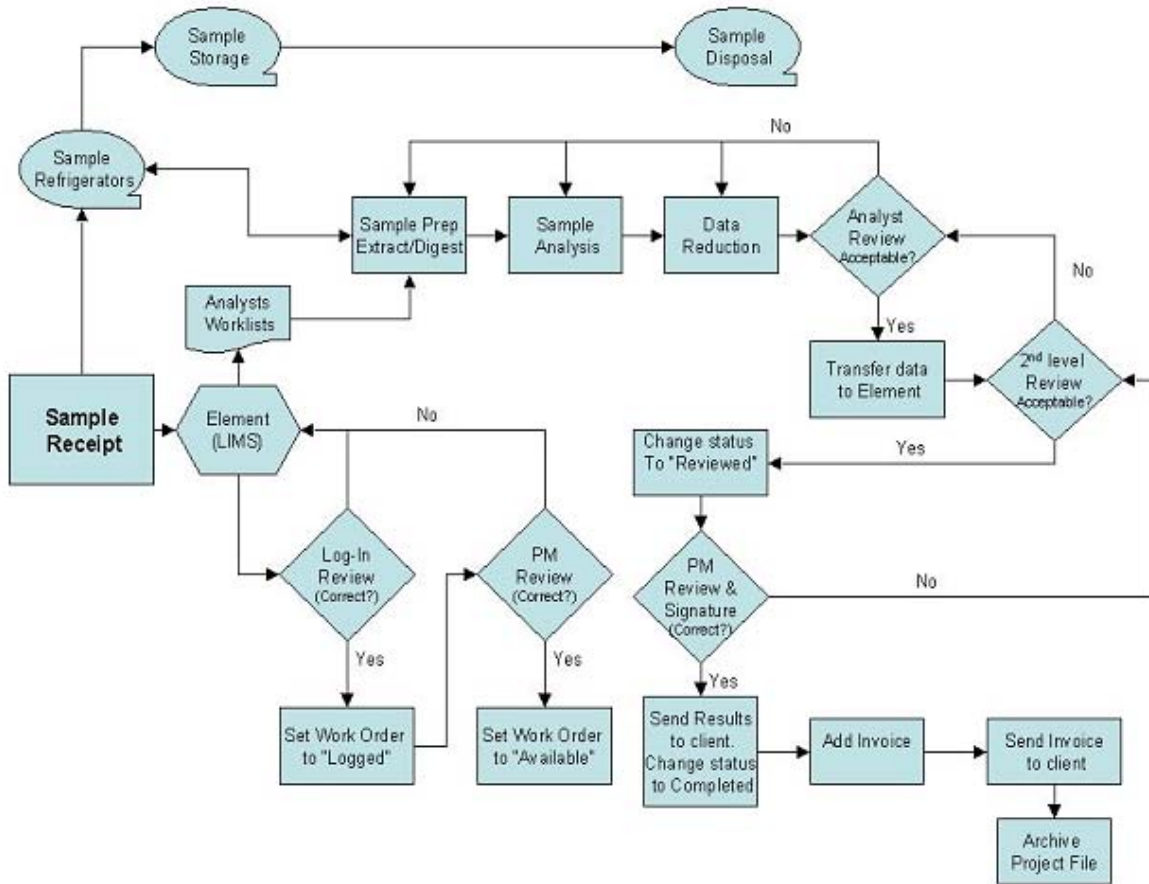 Sample
Storage
Sample
Disposal
No
Sample
Refrigerators
Sample Prep
Extract/Digest
Sample
Analysis
Data
Reduction
Analyst
Review
Acceptable?
No
Analysts
Worklists
Yes
Transfer data
to Element
2nd level
Review
Acceptable?
Sample
Receipt
Element
(LIMS)
No
Change status
To "Reviewed"
Yes
Log-In
Review
(Correct?)
PM
Review
(Correct?)
PM
Review &
Signature
(Correct?)
No
Yes
Yes
Yes
Set Work Order
to "Logged"
Set Work Order
to "Available"
Send Results
to client.
Change status
to Completed
Add Invoice
Send Invoice
to client
Archive
Project File